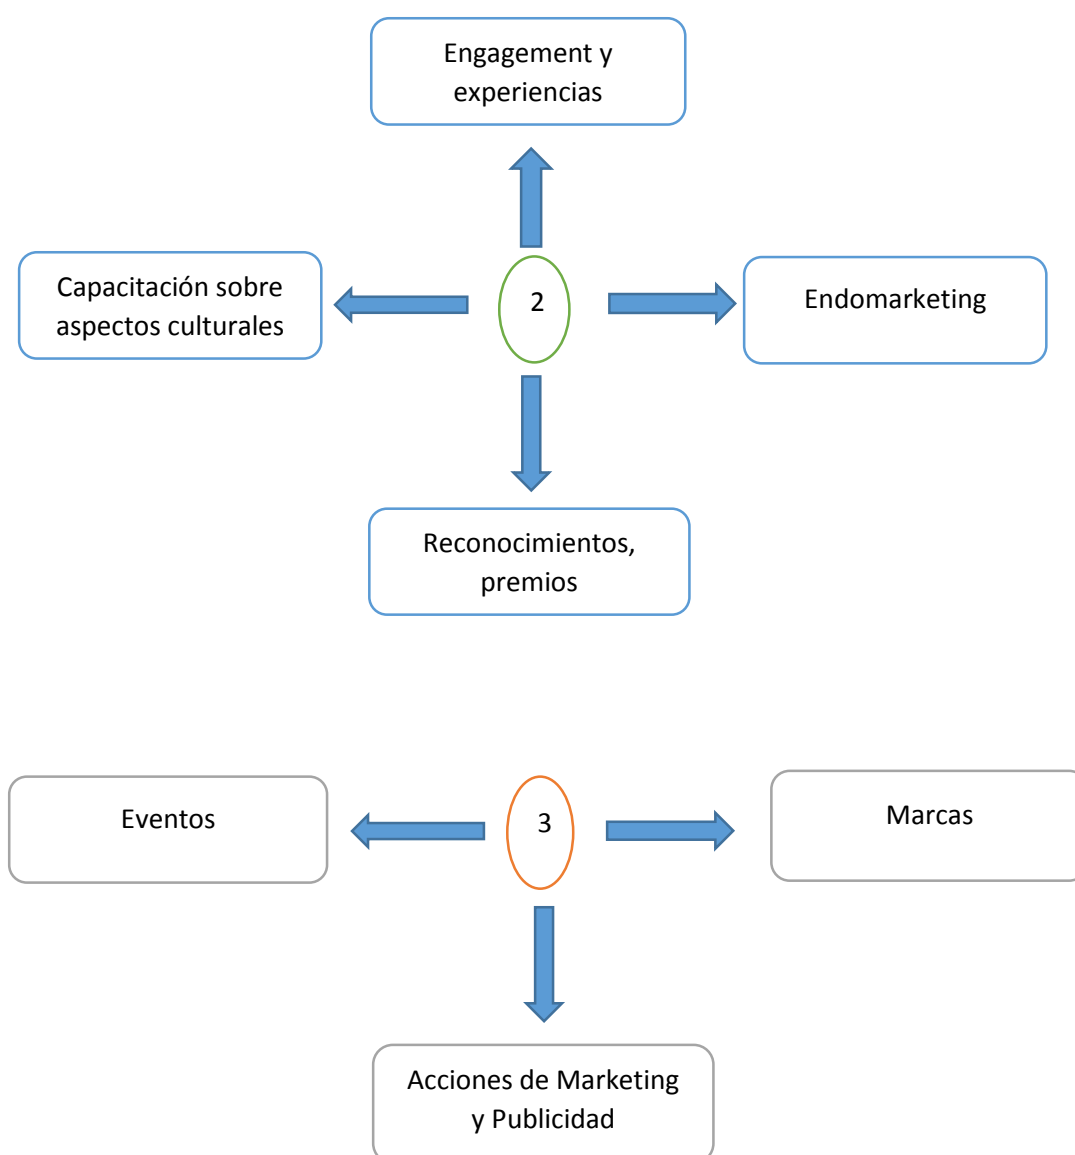 Engagement y
experiencias
Capacitación sobre
aspectos culturales
2
Endomarketing
Reconocimientos,
premios
Eventos
3
Marcas
Acciones de Marketing
y Publicidad